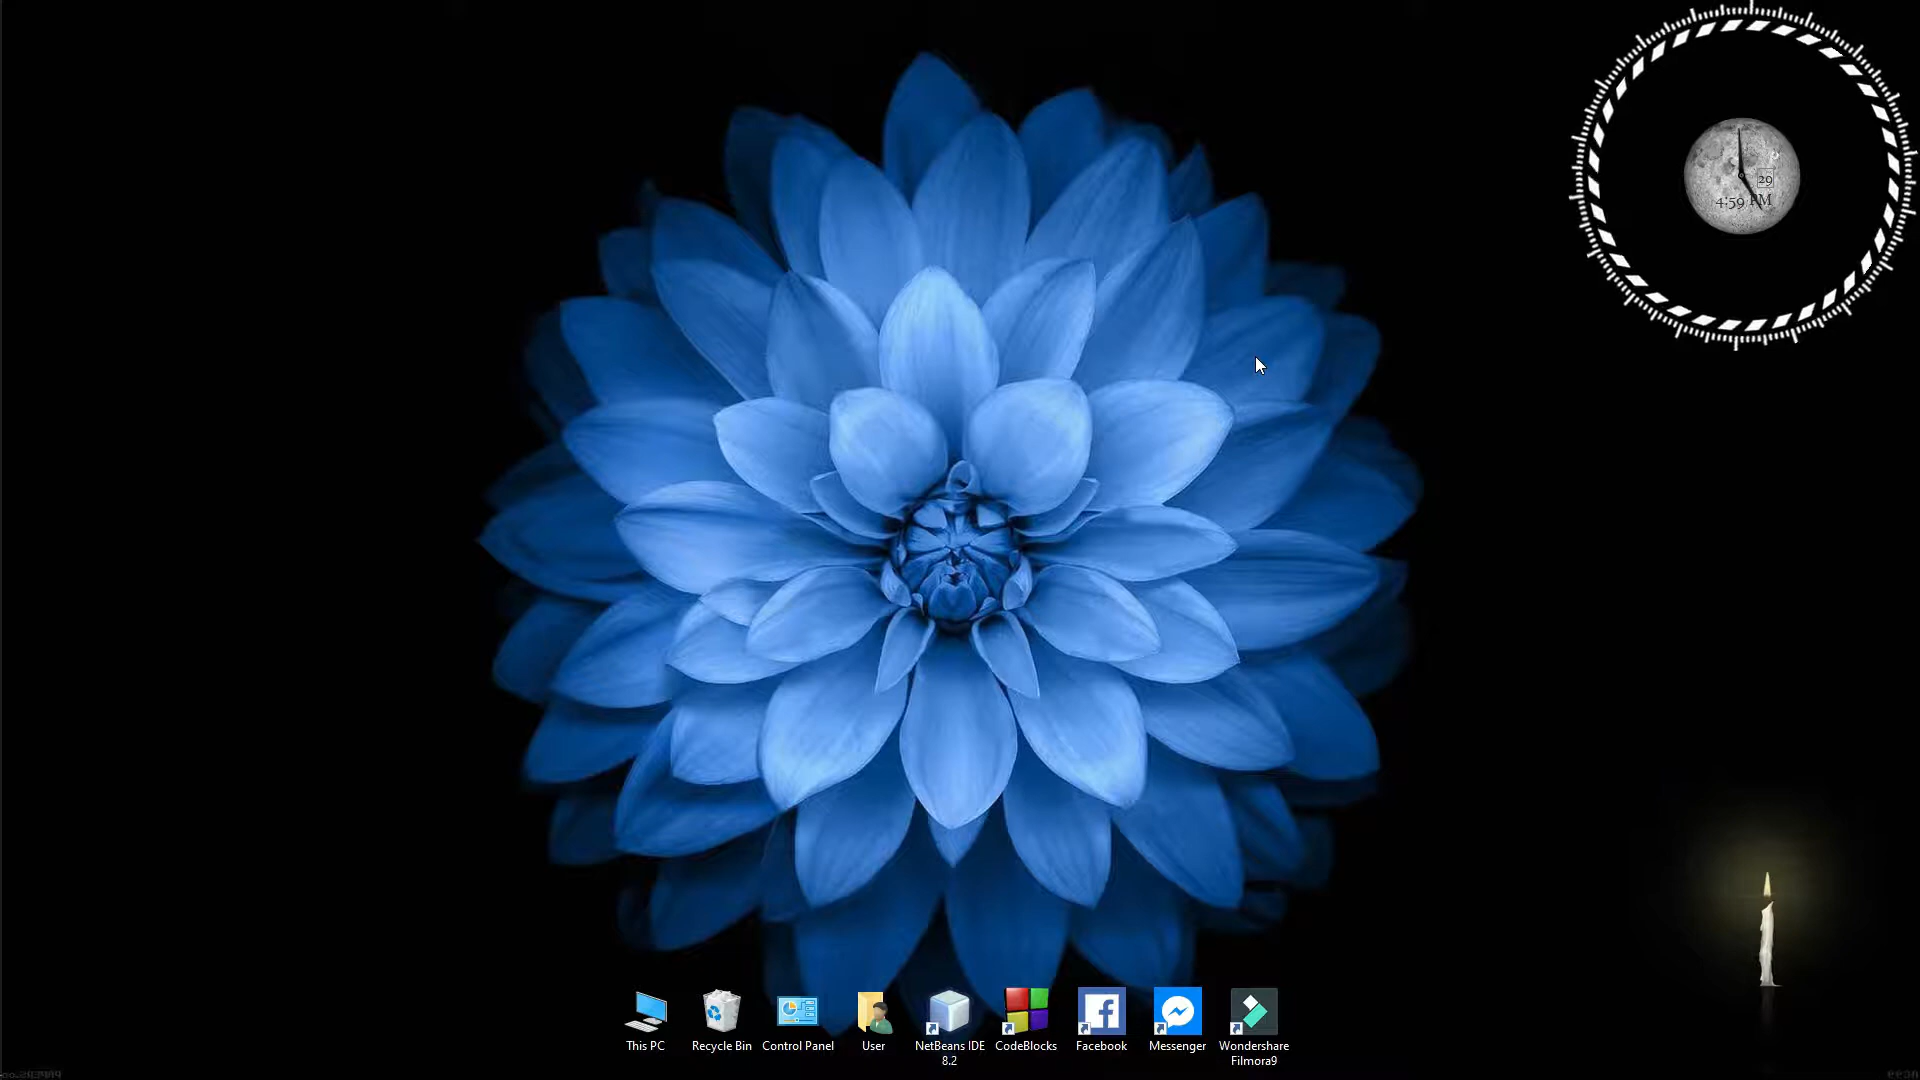 29
4:59 PM
This PC
Recycle Bin
Control Panel
User
NetBeans IDE
8.2
CodeBlocks
Facebook
Messenger
Wondershare
Filmora9